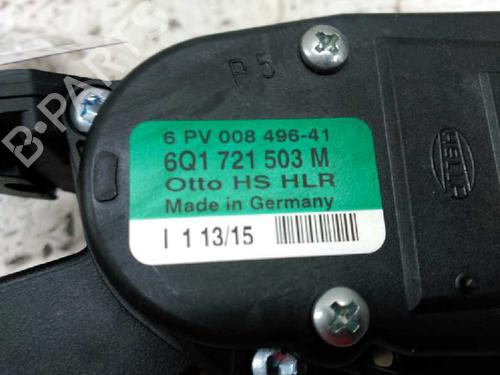 P 5
6 PV 008 496-41
6Q1 721 503 M
Otto HS HLR
Made in Germany
I 1 13/15
HELLA
B-PARTS